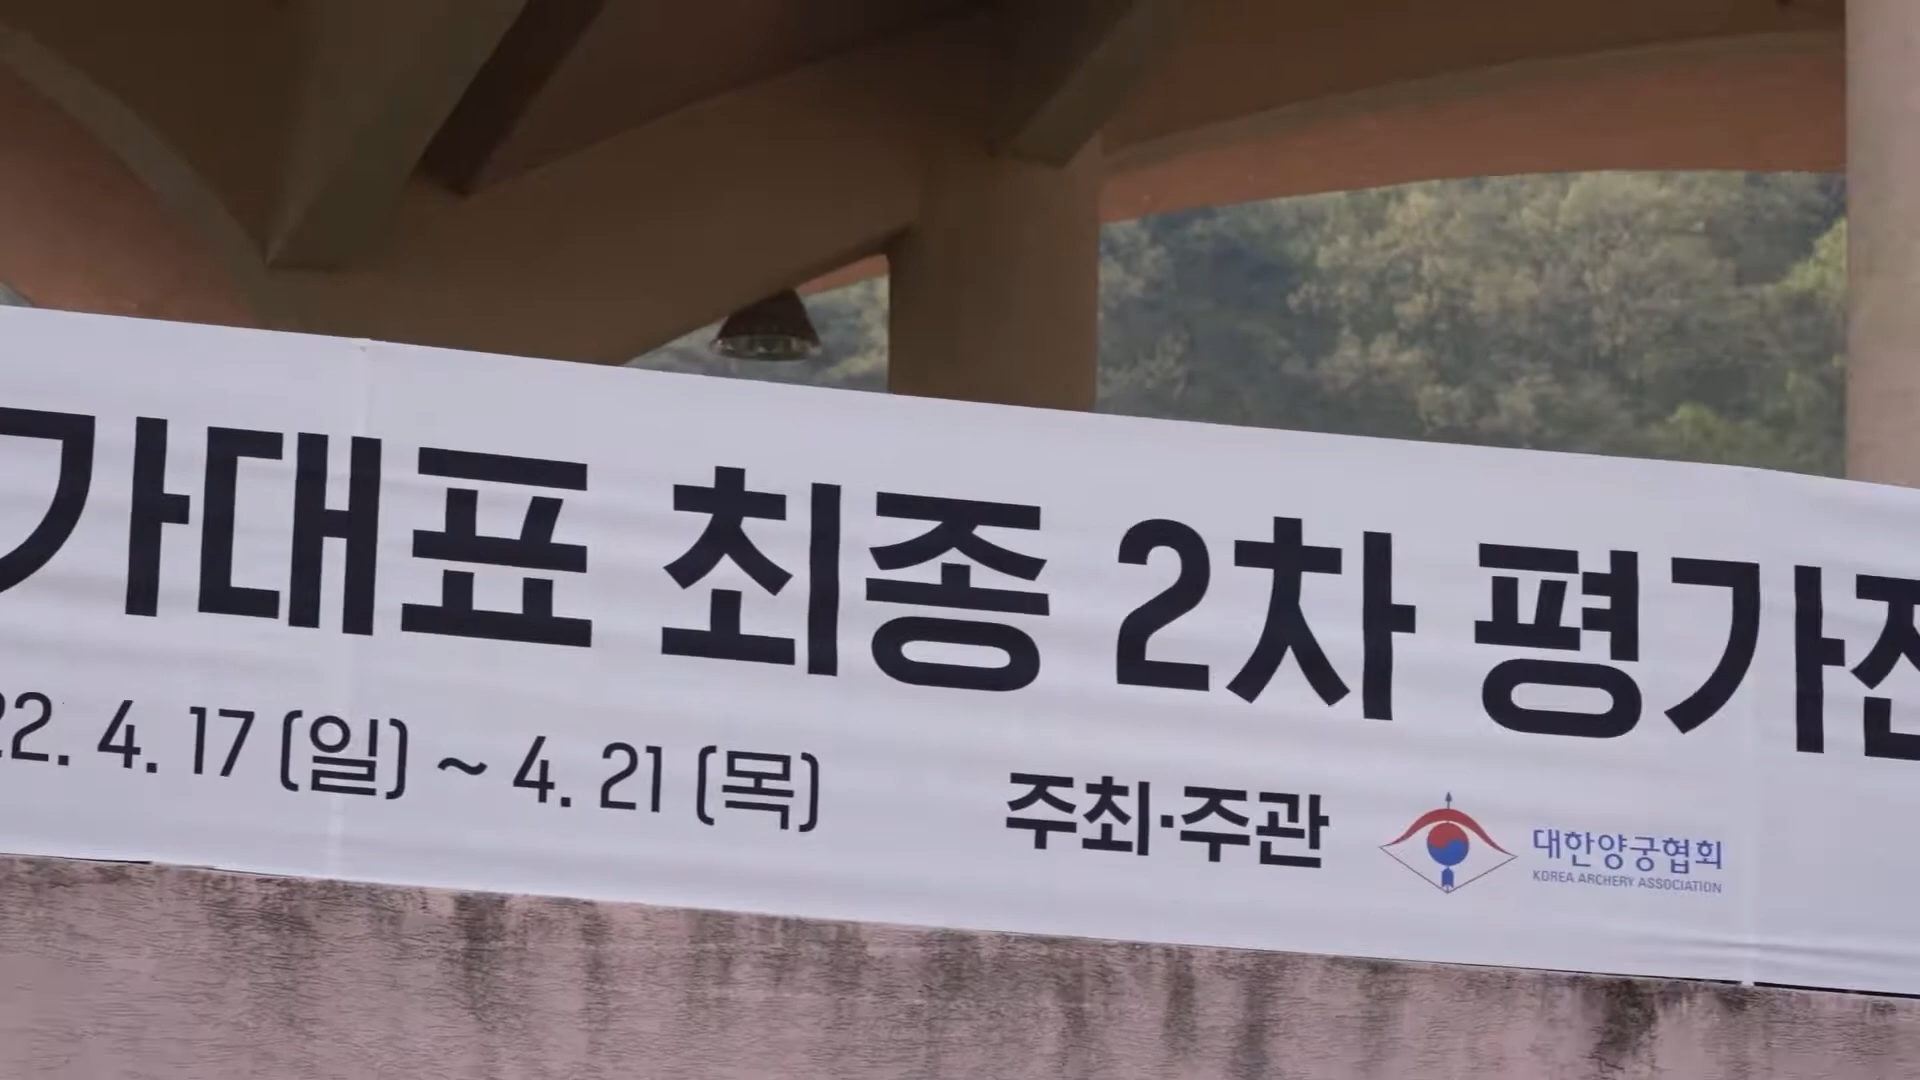 가대표 최종 2차 평가전
22. 4. 17 (일) ~ 4. 21 (목)
주최·주관
대한양궁협회
KOREA ARCHERY ASSOCIATION